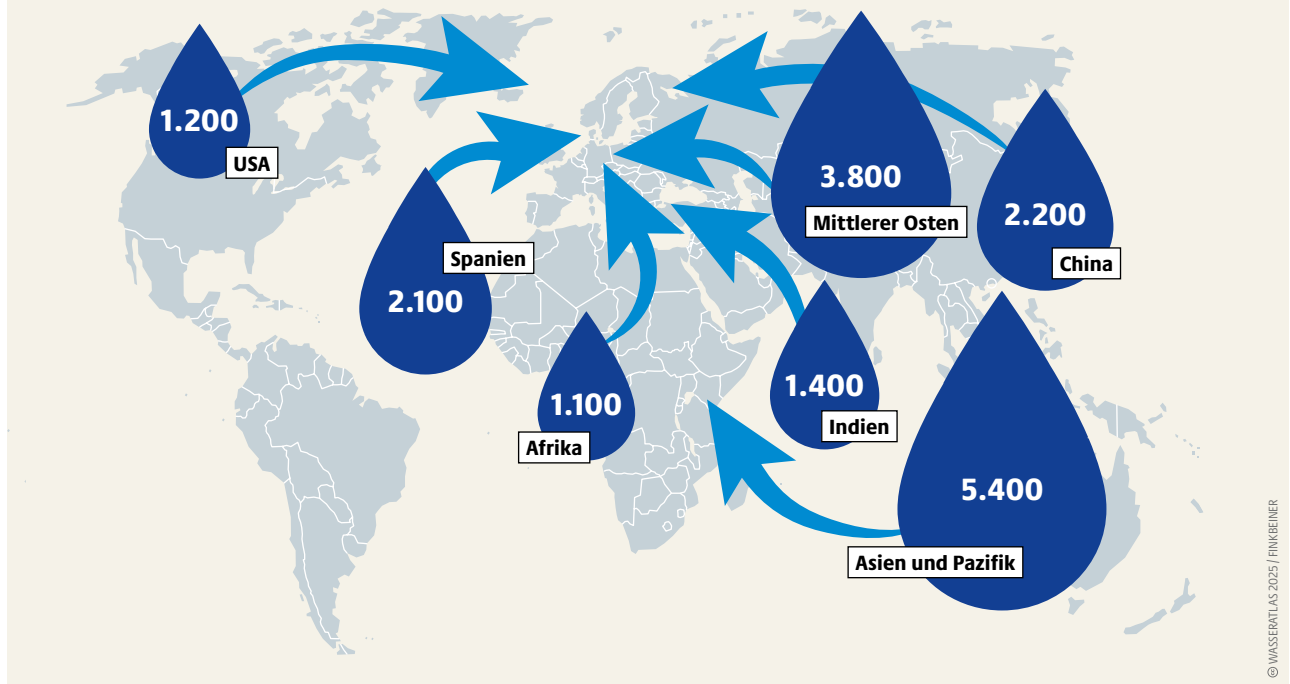 1.200
USA
2.100
Spanien
1.100
Afrika
3.800
Mittlerer Osten
2.200
China
1.400
Indien
5.400
Asien und Pazifik
© WASSERATLAS 2025 / FINKBEINER